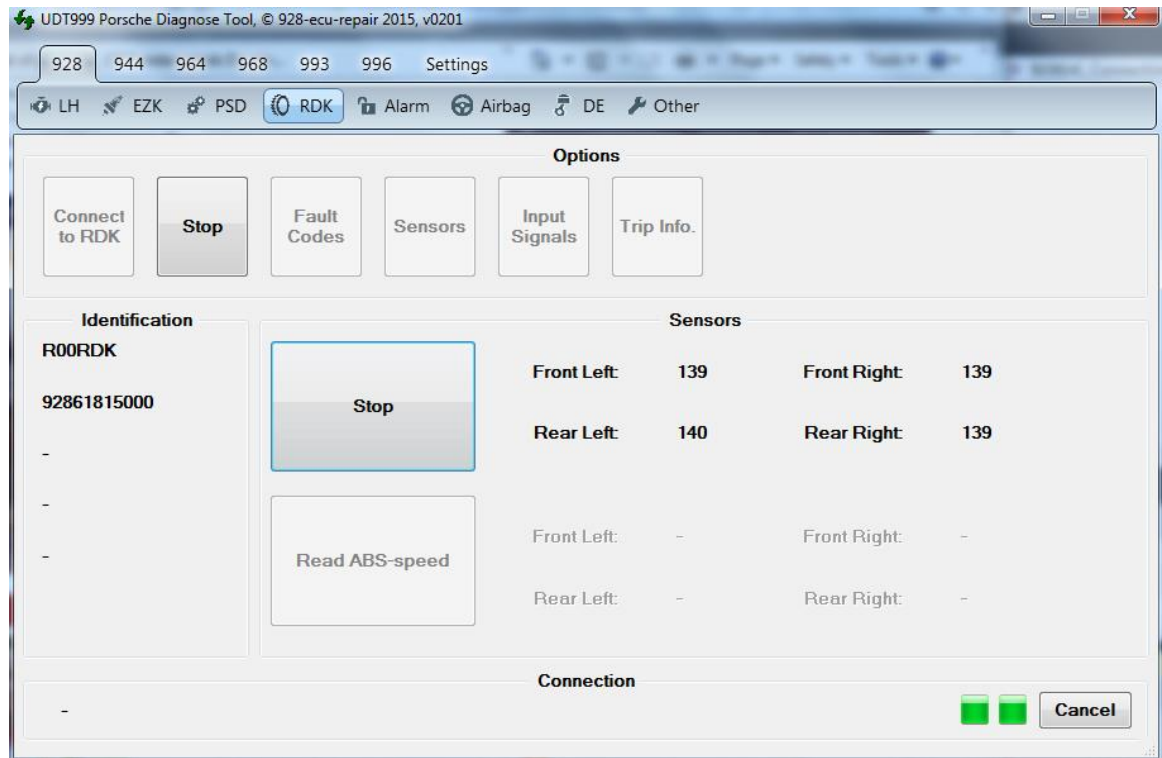 UDT999 Porsche Diagnose Tool, © 928-ecu-repair 2015, v0201
928 944 964 968 993 996 Settings
LH EZK PSD RDK Alarm Airbag DE Other
Options
Connect
to RDK
Stop
Fault
Codes
Sensors
Input
Signals
Trip Info.
Identification
R00RDK
92861815000
-
-
-
Sensors
Stop
Front Left: 139 Front Right: 139
Rear Left: 140 Rear Right: 139
Read ABS-speed
Front Left: - Front Right: -
Rear Left: - Rear Right: -
Connection
-
Cancel